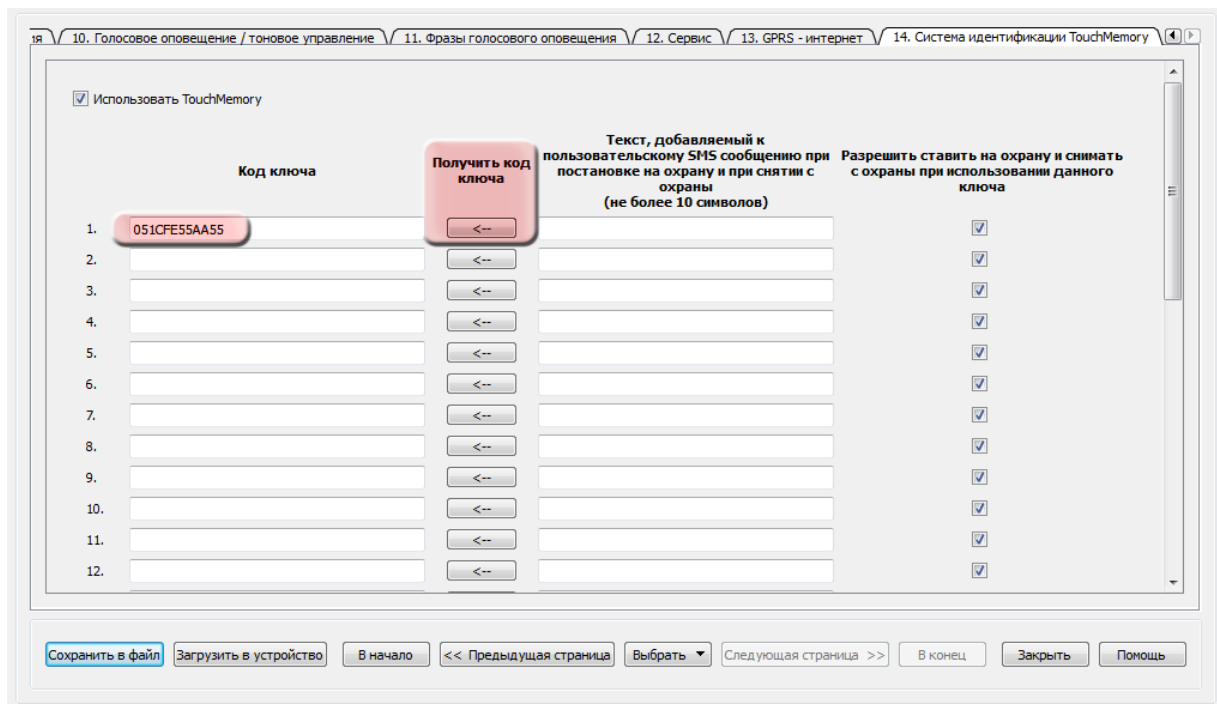 ия 10. Голосовое оповещение / тоновое управление 11. Фразы голосового оповещения 12. Сервис 13. GPRS - интернет 14. Система идентификации TouchMemory
Использовать TouchMemory
Код ключа
Получить код
ключа
Текст, добавляемый к
пользовательскому SMS сообщению при
постановке на охрану и при снятии с
охраны
(не более 10 символов)
Разрешить ставить на охрану и снимать
с охраны при использовании данного
ключа
1. 051CFE55AA55 <--
2. <--
3. <--
4. <--
5. <--
6. <--
7. <--
8. <--
9. <--
10. <--
11. <--
12. <--
Сохранить в файл Загрузить в устройство В начало << Предыдущая страница Выбрать Следующая страница >> В конец Закрыть Помощь